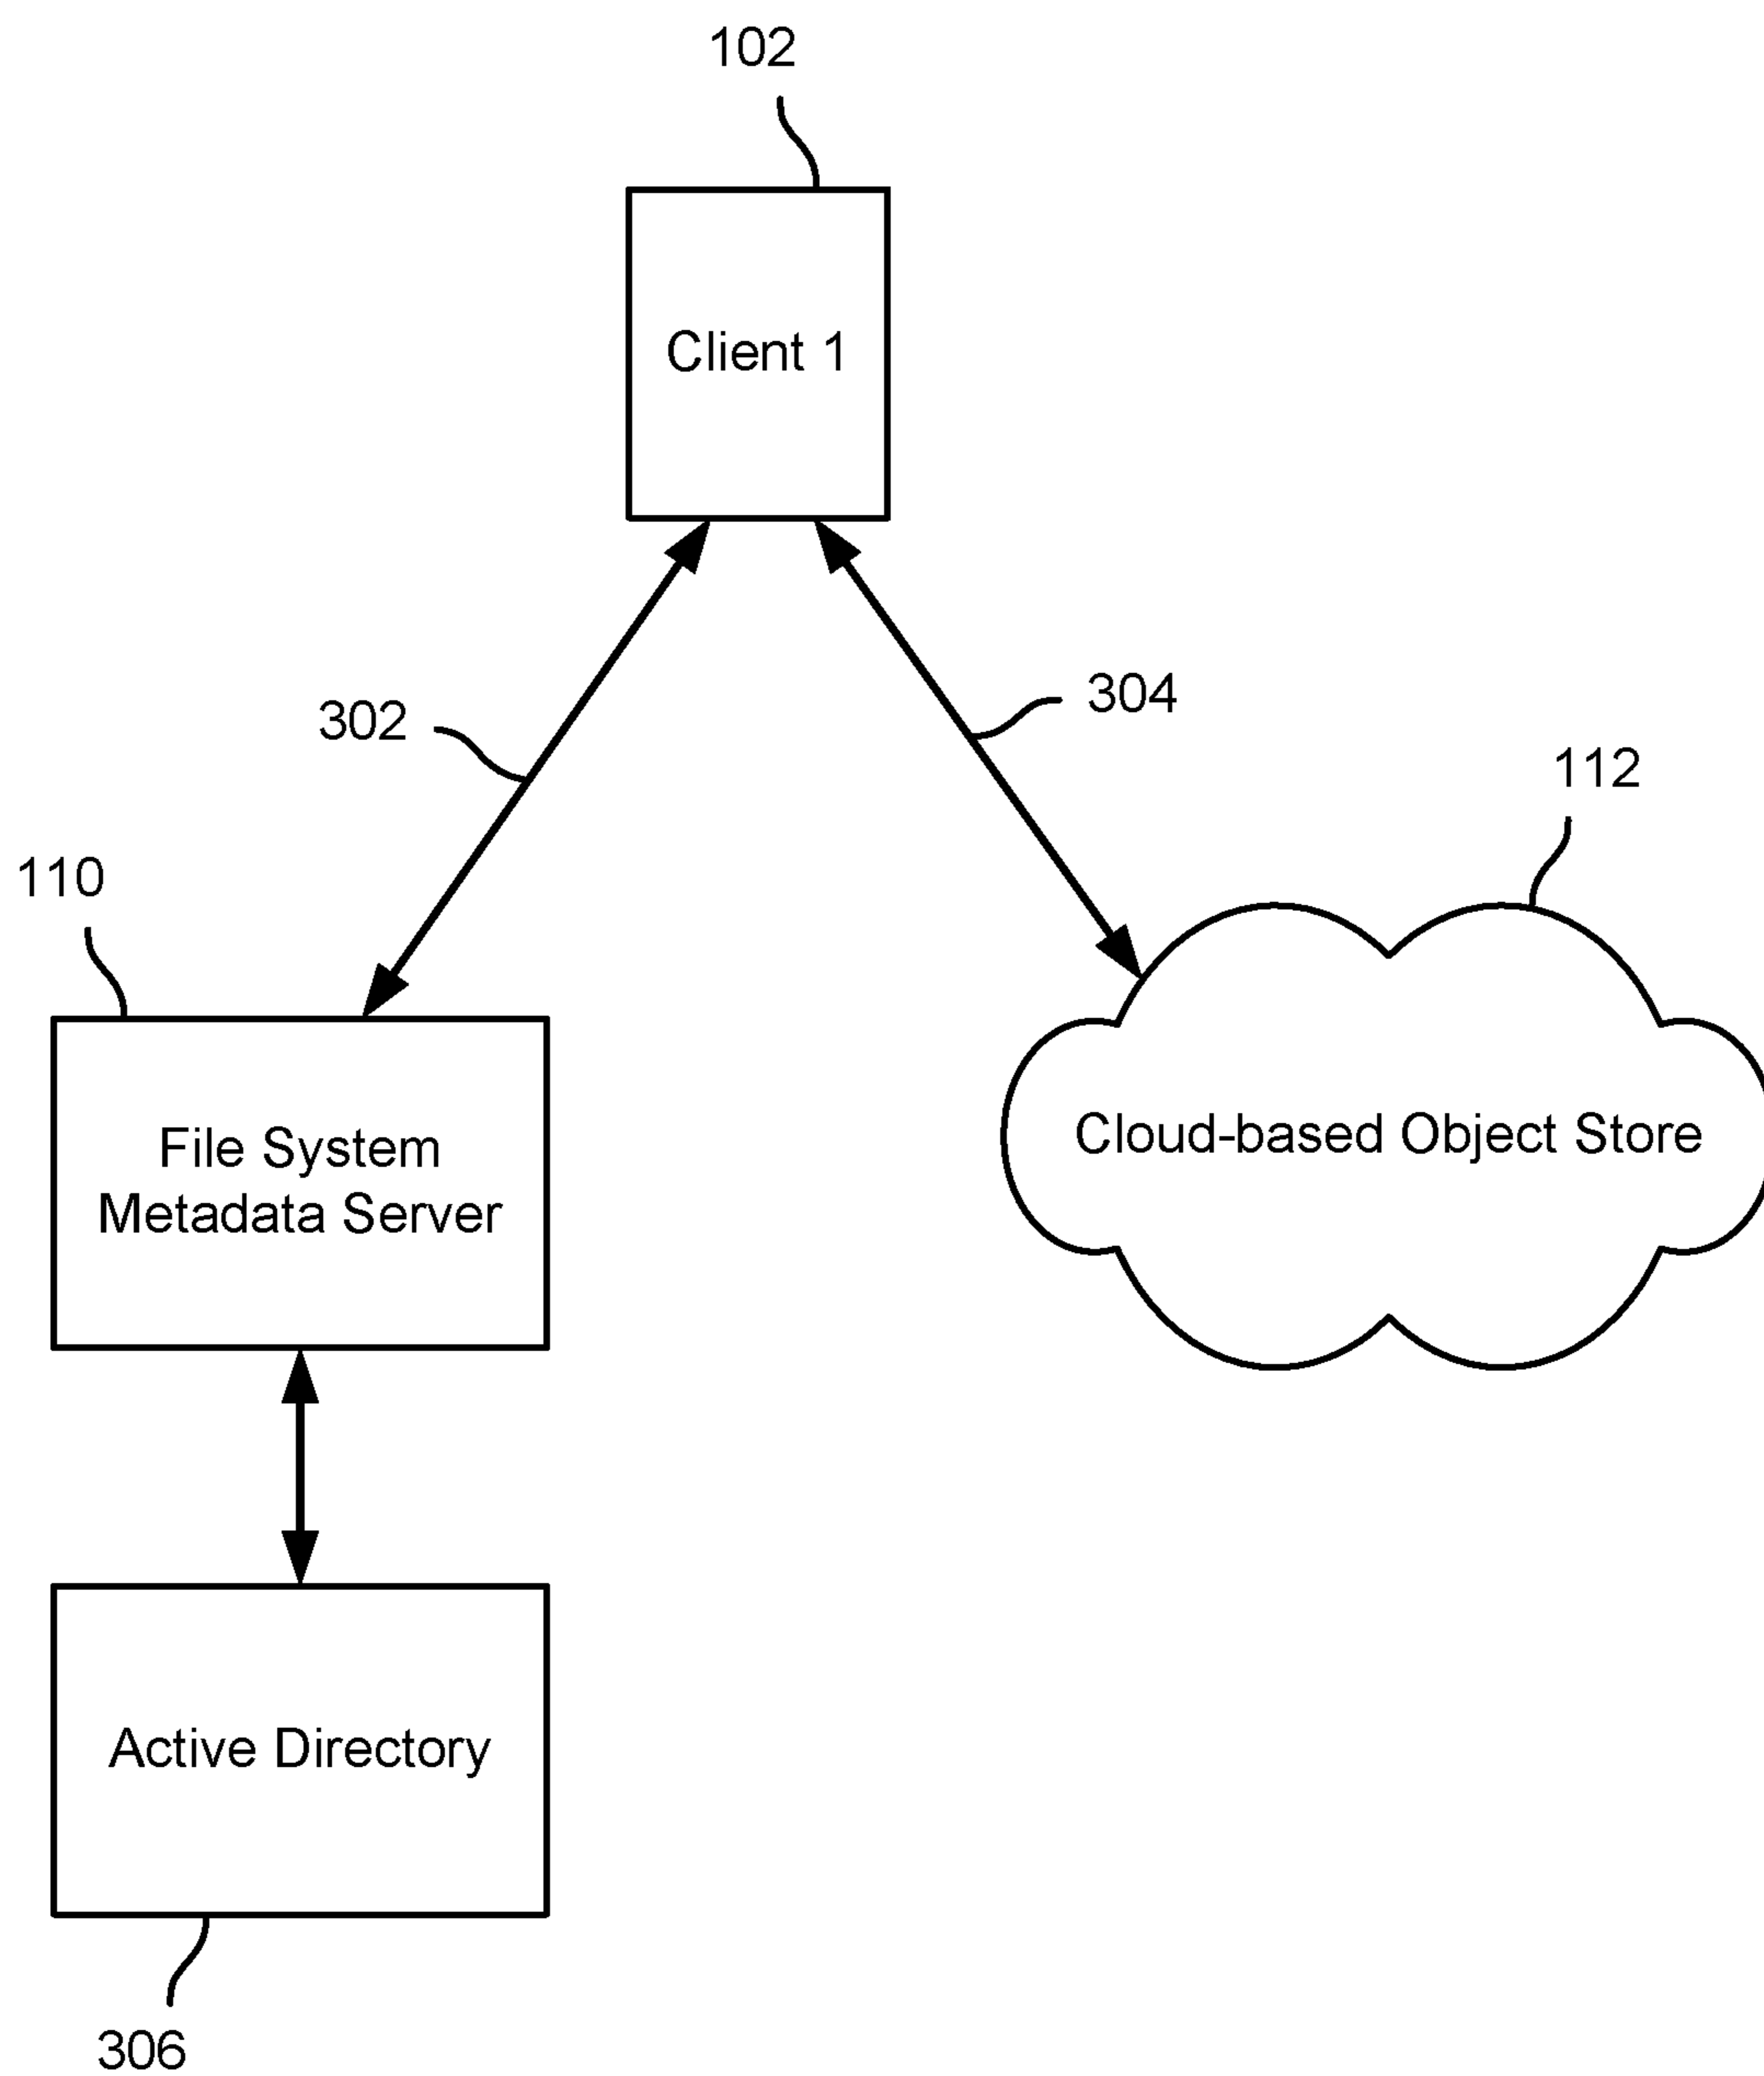 102
Client 1
302
304
112
110
File System
Metadata Server
Cloud-based Object Store
Active Directory
306